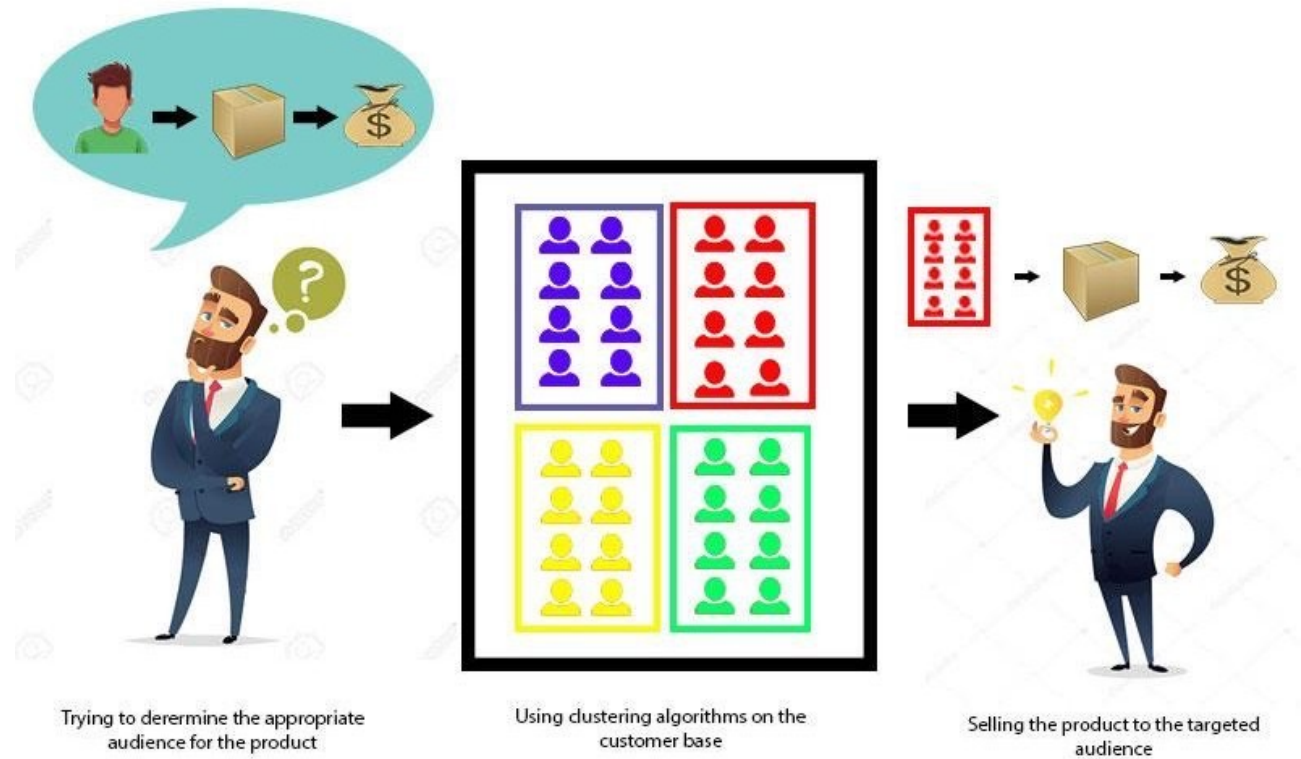 $
?
$
Trying to derermine the appropriate
audience for the product
Using clustering algorithms on the
customer base
Selling the product to the targeted
audience